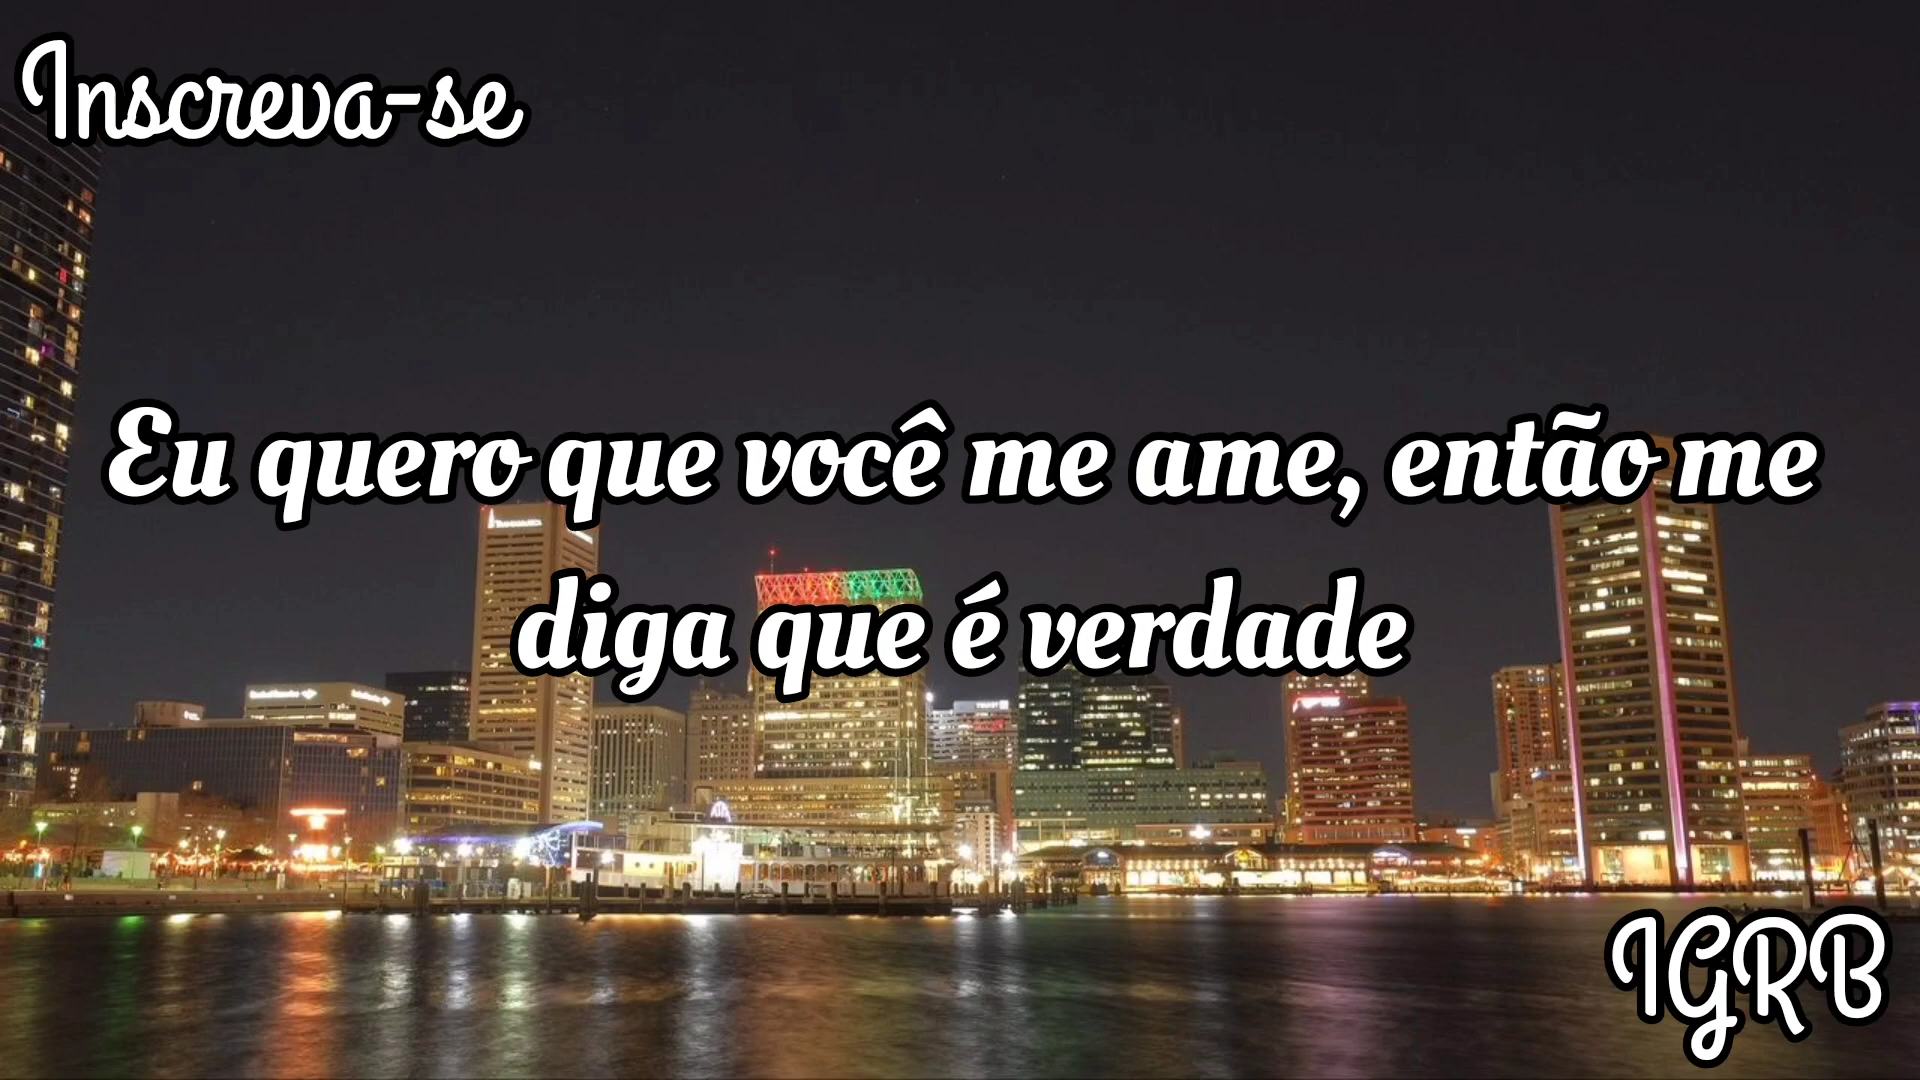 Inscreva-se
Eu quero que você me ame, então me
diga que é verdade
IGRB